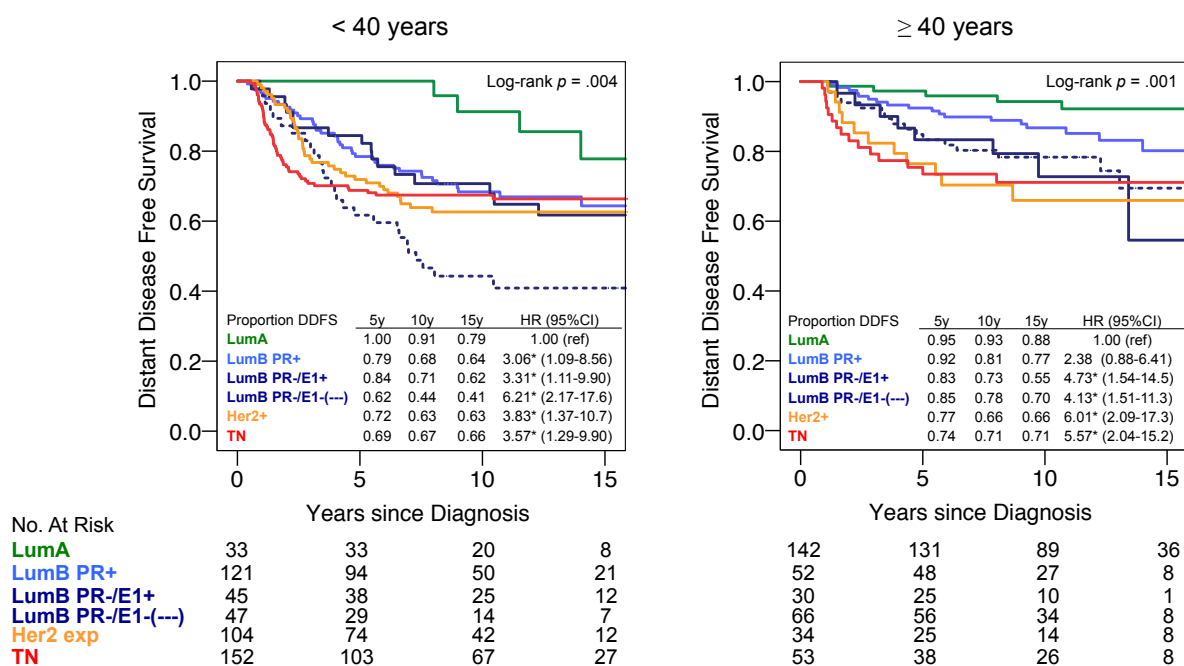 < 40 years
≥ 40 years
Distant Disease Free Survival
1.0
0.8
0.6
0.4
0.2
0.0
Log-rank p = .004
Proportion DDFS 5y 10y 15y HR (95%CI)
LumA 1.00 0.91 0.79 1.00 (ref)
LumB PR+ 0.79 0.68 0.64 3.06* (1.09-8.56)
LumB PR-/E1+ 0.84 0.71 0.62 3.31* (1.11-9.90)
LumB PR-/E1-(---) 0.62 0.44 0.41 6.21* (2.17-17.6)
Her2+ 0.72 0.63 0.63 3.83* (1.37-10.7)
TN 0.69 0.67 0.66 3.57* (1.29-9.90)
0 5 10 15
Years since Diagnosis
Distant Disease Free Survival
1.0
0.8
0.6
0.4
0.2
0.0
Log-rank p = .001
Proportion DDFS 5y 10y 15y HR (95%CI)
LumA 0.95 0.93 0.88 1.00 (ref)
LumB PR+ 0.92 0.81 0.77 2.38 (0.88-6.41)
LumB PR-/E1+ 0.83 0.73 0.55 4.73* (1.54-14.5)
LumB PR-/E1-(---) 0.85 0.78 0.70 4.13* (1.51-11.3)
Her2+ 0.77 0.66 0.66 6.01* (2.09-17.3)
TN 0.74 0.71 0.71 5.57* (2.04-15.2)
0 5 10 15
Years since Diagnosis
No. At Risk
LumA 33 33 20 8 142 131 89 36
LumB PR+ 121 94 50 21 52 48 27 8
LumB PR-/E1+ 45 38 25 12 30 25 10 1
LumB PR-/E1-(---) 47 29 14 7 66 56 34 8
Her2 exp 104 74 42 12 34 25 14 8
TN 152 103 67 27 53 38 26 8